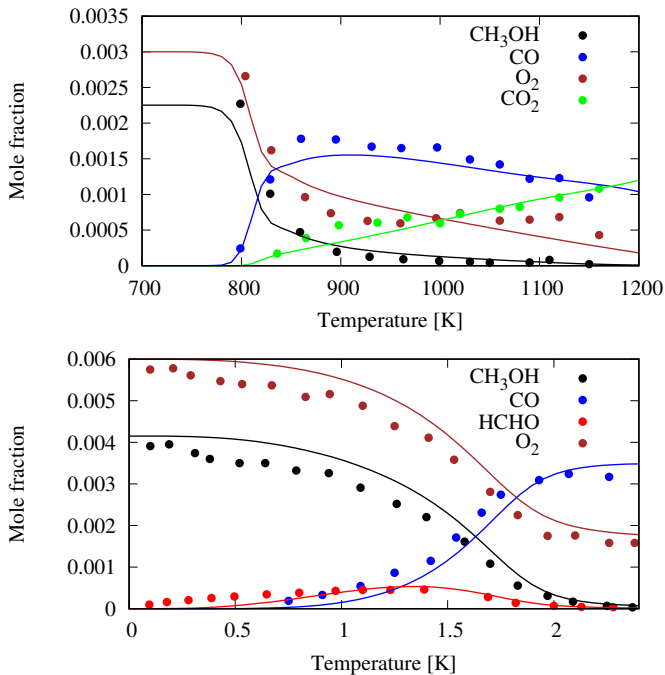 0.0035
0.003
0.0025
0.002
0.0015
0.001
0.0005
0
Mole fraction
CH₃OH
CO
O₂
CO₂
700 800 900 1000 1100 1200
Temperature [K]
0.006
0.005
0.004
0.003
0.002
0.001
0
Mole fraction
CH₃OH
CO
HCHO
O₂
0 0.5 1 1.5 2
Temperature [K]